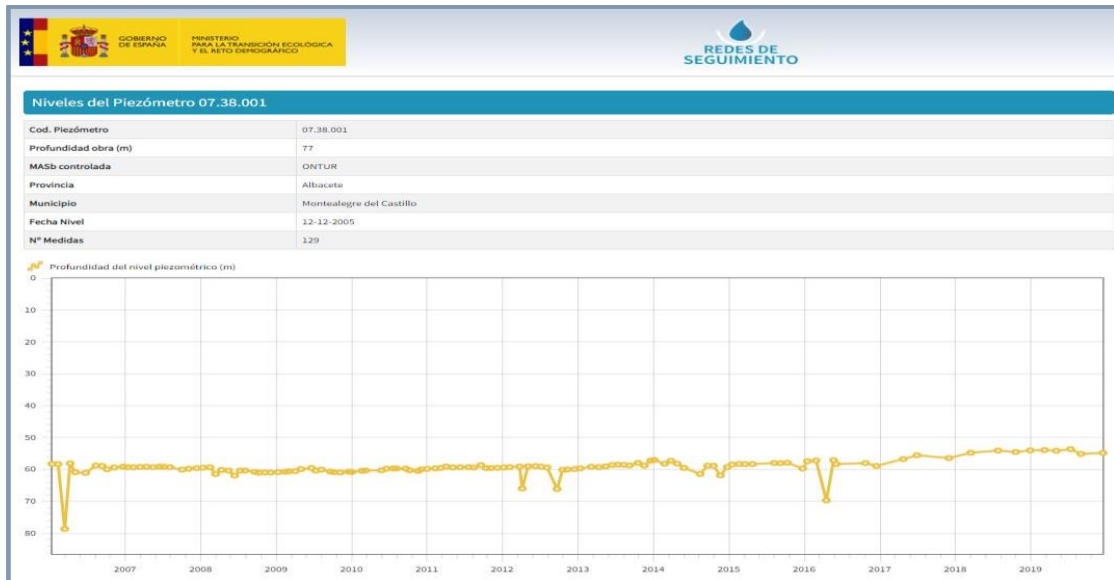 GOBIERNO
DE ESPAÑA
MINISTERIO
PARA LA TRANSICIÓN ECOLÓGICA
Y EL RETO DEMOGRÁFICO
REDES DE
SEGUIMIENTO
Niveles del Piezómetro 07.38.001
Cod. Piezómetro 07.38.001
Profundidad obra (m) 77
MASb controlada ONTUR
Provincia Albacete
Municipio Montealegre del Castillo
Fecha Nivel 12-12-2005
Nº Medidas 129
Profundidad del nivel piezométrico (m)
0
10
20
30
40
50
60
70
80
2007 2008 2009 2010 2011 2012 2013 2014 2015 2016 2017 2018 2019